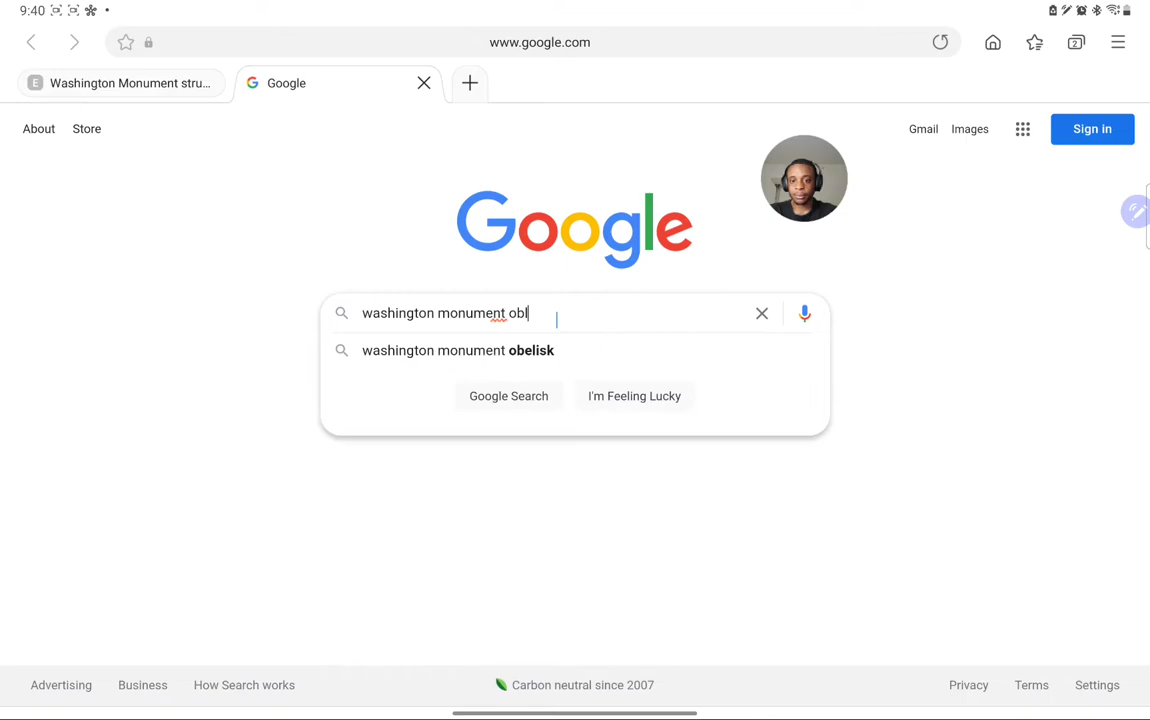 9:40
www.google.com
2
E Washington Monument stru...
Google
About Store
Gmail Images
Sign in
Google
washington monument obl
washington monument obelisk
Google Search I'm Feeling Lucky
Advertising Business How Search works
Carbon neutral since 2007
Privacy Terms Settings